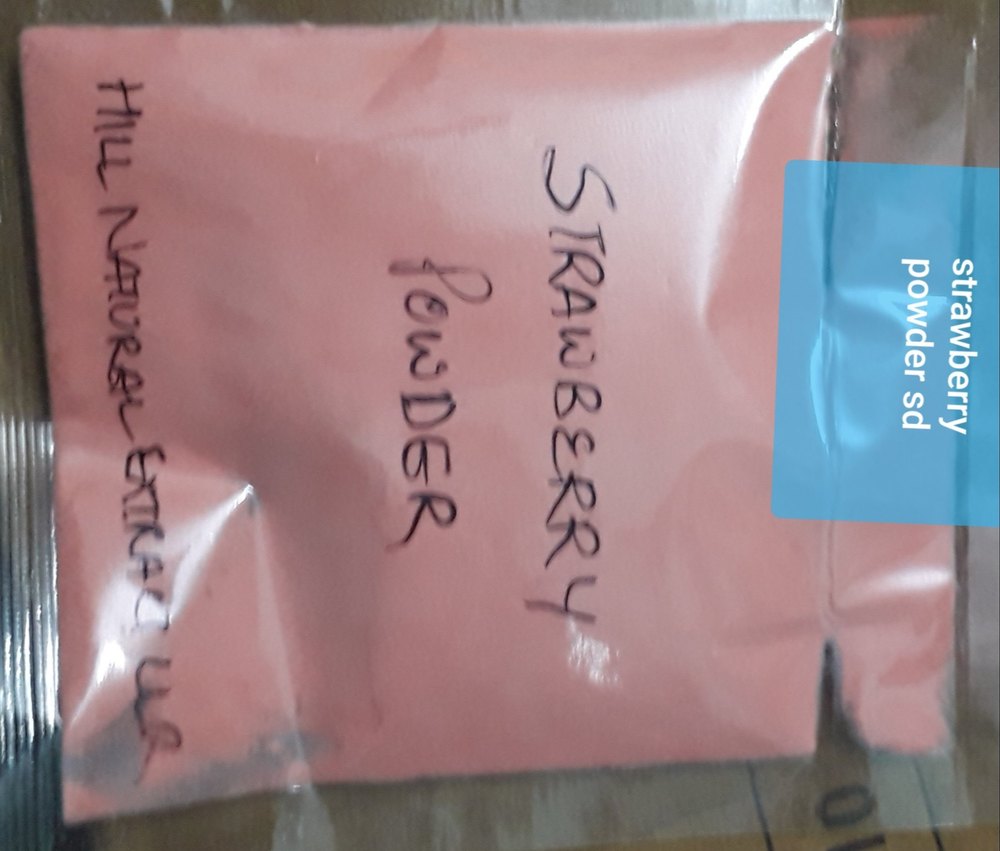 strawberry
powder sd
STRAWBERRY
POWDER
HILL NATURAL EXTRACT LLP